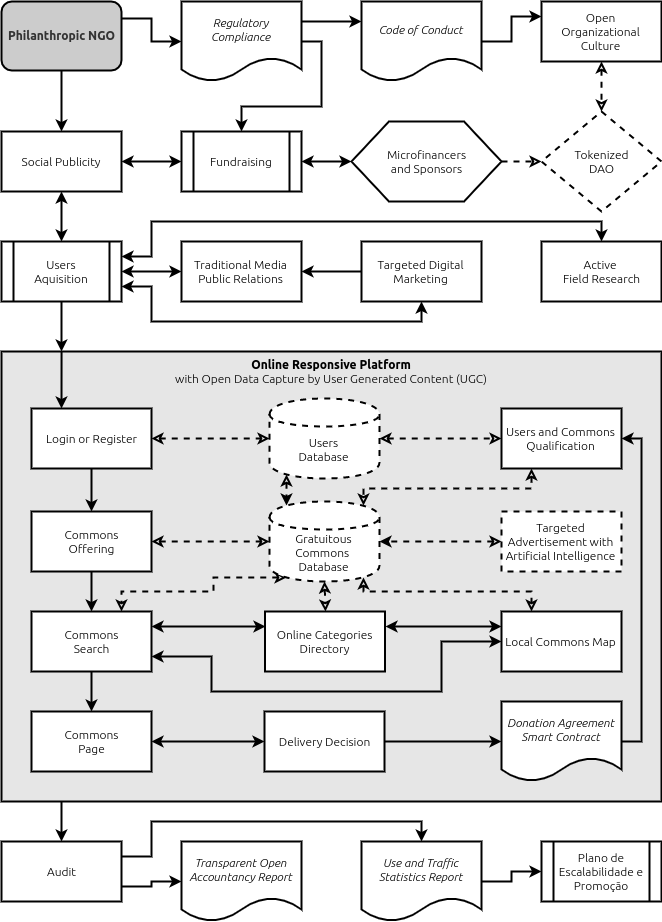 Philanthropic NGO
Regulatory
Compliance
Code of Conduct
Open
Organizational
Culture
Social Publicity
Fundraising
Microfinancers
and Sponsors
Tokenized
DAO
Users
Aquisition
Traditional Media
Public Relations
Targeted Digital
Marketing
Active
Field Research
Online Responsive Platform
with Open Data Capture by User Generated Content (UGC)
Login or Register
Users
Database
Users and Commons
Qualification
Commons
Offering
Gratuitous
Commons
Database
Targeted
Advertisement with
Artificial Intelligence
Commons
Search
Online Categories
Directory
Local Commons Map
Commons
Page
Delivery Decision
Donation Agreement
Smart Contract
Audit
Transparent Open
Accountancy Report
Use and Traffic
Statistics Report
Plano de
Escalabilidade e
Promoção